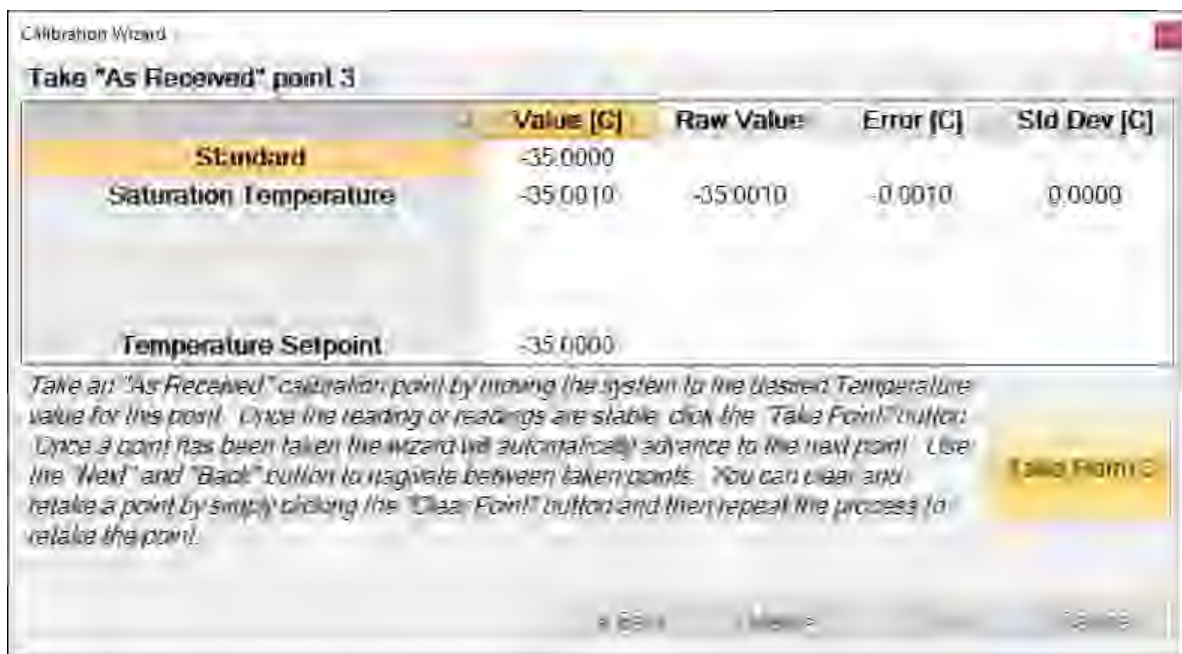 Calibration Wizard
Take "As Received" point 3
Value [C] Raw Value Error [C] Std Dev [C]
Standard -35.0000
Saturation Temperature -35.0010 -35.0010 -0.0010 0.0000
Temperature Setpoint -35.0000
Take an "As Received" calibration point by moving the system to the desired Temperature
value for this point. Once the reading or readings are stable, click the "Take Point" button.
Once a point has been taken the wizard will automatically advance to the next point. Use
the "Next" and "Back" button to nagivate between taken points. You can clear and
retake a point by simply clicking the "Clear Point" button and then repeat the process to
retake the point.
Take Point 3